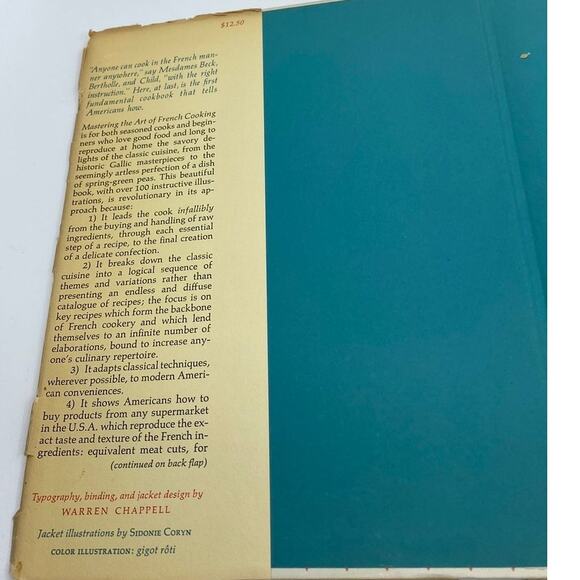 $12.50
"Anyone can cook in the French man-
ner anywhere," say Mesdames Beck,
Bertholle, and Child, "with the right
instruction." Here, at last, is the first
fundamental cookbook that tells
Americans how.
Mastering the Art of French Cooking
is for both seasoned cooks and begin-
ners who love good food and long to
reproduce at home the savory de-
lights of the classic cuisine, from the
historic Gallic masterpieces to the
seemingly artless perfection of a dish
of spring-green peas. This beautiful
book, with over 100 instructive illus-
trations, is revolutionary in its ap-
proach because:
1) It leads the cook infallibly
from the buying and handling of raw
ingredients, through each essential
step of a recipe, to the final creation
of a delicate confection.
2) It breaks down the classic
cuisine into a logical sequence of
themes and variations rather than
presenting an endless and diffuse
catalogue of recipes; the focus is on
key recipes which form the backbone
of French cookery and which lend
themselves to an infinite number of
elaborations, bound to increase any-
one's culinary repertoire.
3) It adapts classical techniques,
wherever possible, to modern Ameri-
can conveniences.
4) It shows Americans how to
buy products from any supermarket
in the U.S.A. which reproduce the ex-
act taste and texture of the French in-
gredients: equivalent meat cuts, for
(continued on back flap)
Typography, binding, and jacket design by
WARREN CHAPPELL
Jacket illustrations by SIDONIE CORYN
COLOR ILLUSTRATION: gigot rôti